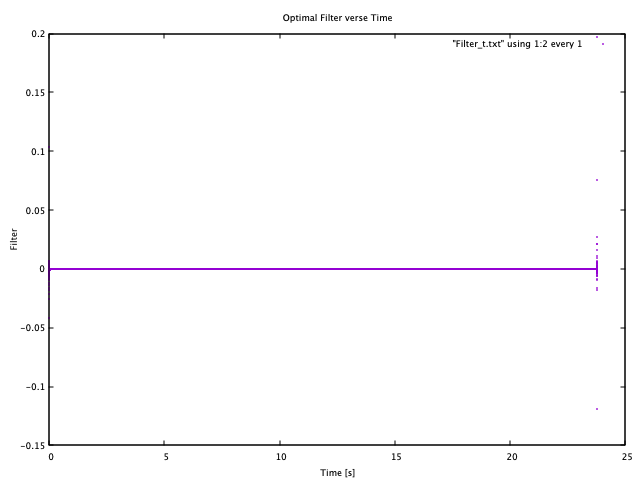 Optimal Filter verse Time
"Filter_t.txt" using 1:2 every 1
0.2
0.15
0.1
0.05
0
−0.05
−0.1
−0.15
Filter
0 5 10 15 20 25
Time [s]